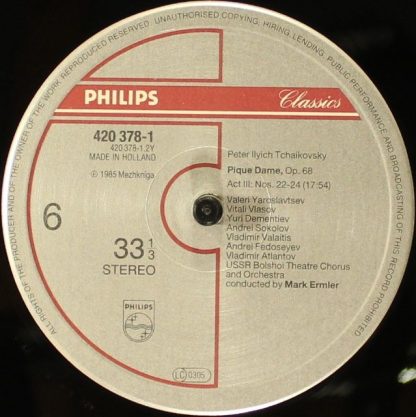 ALL RIGHTS OF THE PRODUCER AND OF THE OWNER OF THE WORK REPRODUCED RESERVED. UNAUTHORISED COPYING, HIRING, LENDING, PUBLIC PERFORMANCE AND BROADCASTING OF THIS RECORD PROHIBITED
PHILIPS
Classics
420 378-1
420 378-1.2Y
MADE IN HOLLAND
℗ 1985 Mezhkniga
6
33 1/3
STEREO
PHILIPS
Peter Ilyich Tchaikovsky
Pique Dame, Op. 68
Act III: Nos. 22-24 (17:54)
Valeri Yaroslavtsev
Vitali Vlasov
Yuri Dementiev
Andrei Sokolov
Vladimir Valaitis
Andrei Fedoseyev
Vladimir Atlantov
USSR Bolshoi Theatre Chorus
and Orchestra
conducted by Mark Ermler
LC 0305